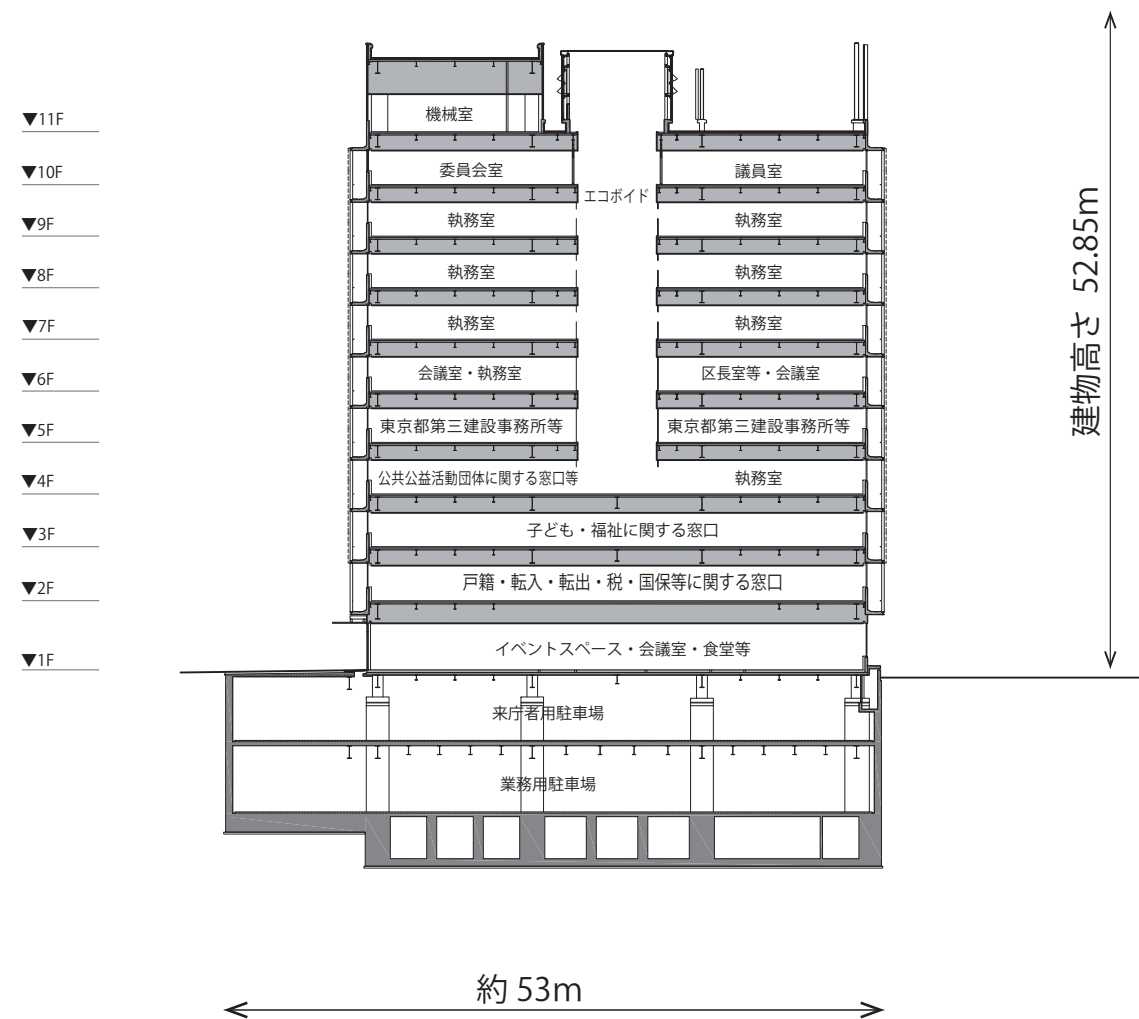 ▼11F
機械室
▼10F
委員会室
議員室
エコボイド
▼9F
執務室
執務室
▼8F
執務室
執務室
▼7F
執務室
執務室
▼6F
会議室・執務室
区長室等・会議室
▼5F
東京都第三建設事務所等
東京都第三建設事務所等
▼4F
公共公益活動団体に関する窓口等
執務室
▼3F
子ども・福祉に関する窓口
▼2F
戸籍・転入・転出・税・国保等に関する窓口
▼1F
イベントスペース・会議室・食堂等
来庁者用駐車場
業務用駐車場
建物高さ 52.85m
約 53m